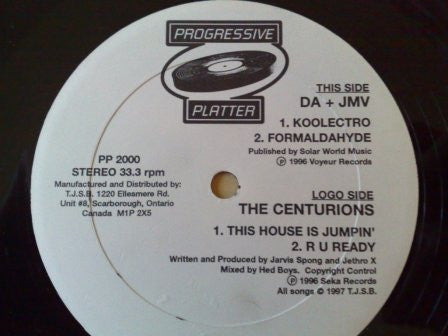 PROGRESSIVE
PLATTER
PP 2000
STEREO 33.3 rpm
Manufactured and Distributed by:
T.J.S.B. 1220 Ellesmere Rd.
Unit #8, Scarborough, Ontario
Canada M1P 2X5
THIS SIDE
DA + JMV
1. KOOLECTRO
2. FORMALDAHYDE
Published by Solar World Music
℗ 1996 Voyeur Records
LOGO SIDE
THE CENTURIONS
1. THIS HOUSE IS JUMPIN'
2. R U READY
Written and Produced by Jarvis Spong and Jethro X
Mixed by Hed Boys. Copyright Control
℗ 1996 Seka Records
All songs © 1997 T.J.S.B.